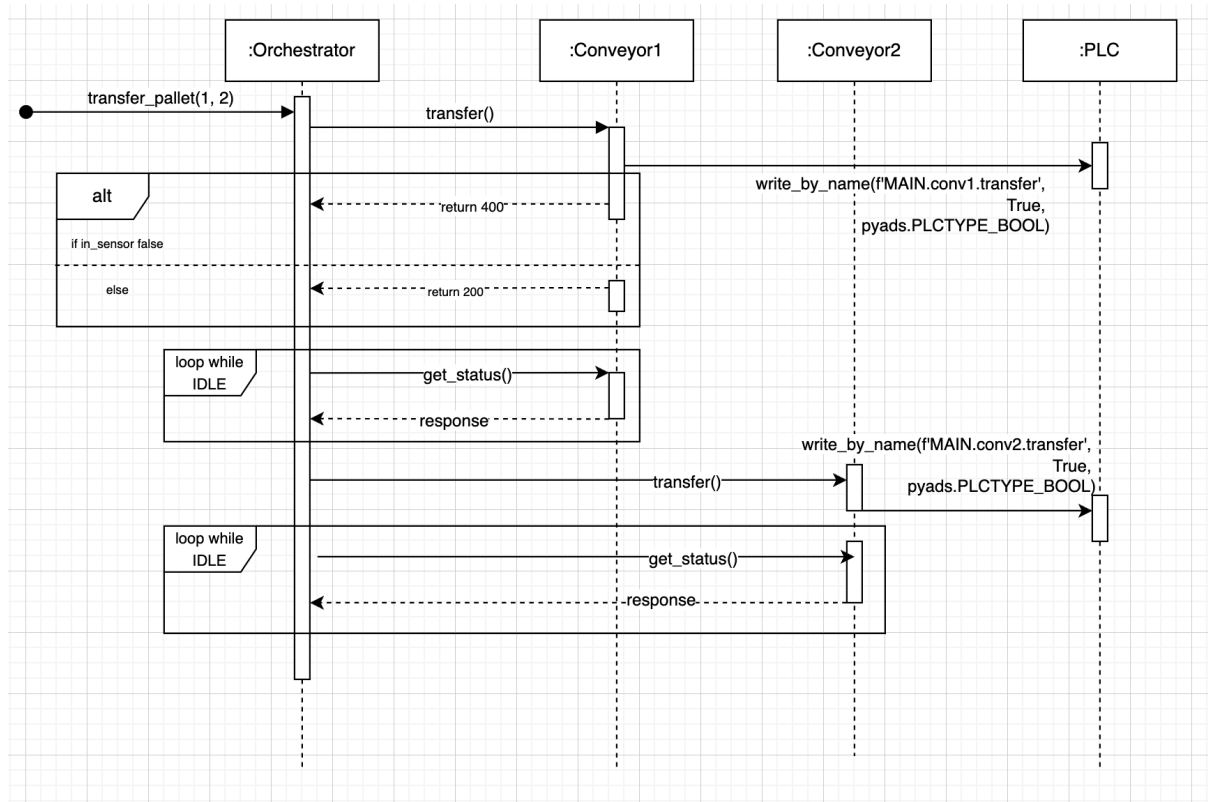 :Orchestrator
:Conveyor1
:Conveyor2
:PLC
transfer_pallet(1, 2)
transfer()
write_by_name(f'MAIN.conv1.transfer',
True,
pyads.PLCTYPE_BOOL)
alt
return 400
if in_sensor false
else
return 200
loop while
IDLE
get_status()
response
write_by_name(f'MAIN.conv2.transfer',
True,
pyads.PLCTYPE_BOOL)
transfer()
loop while
IDLE
get_status()
response